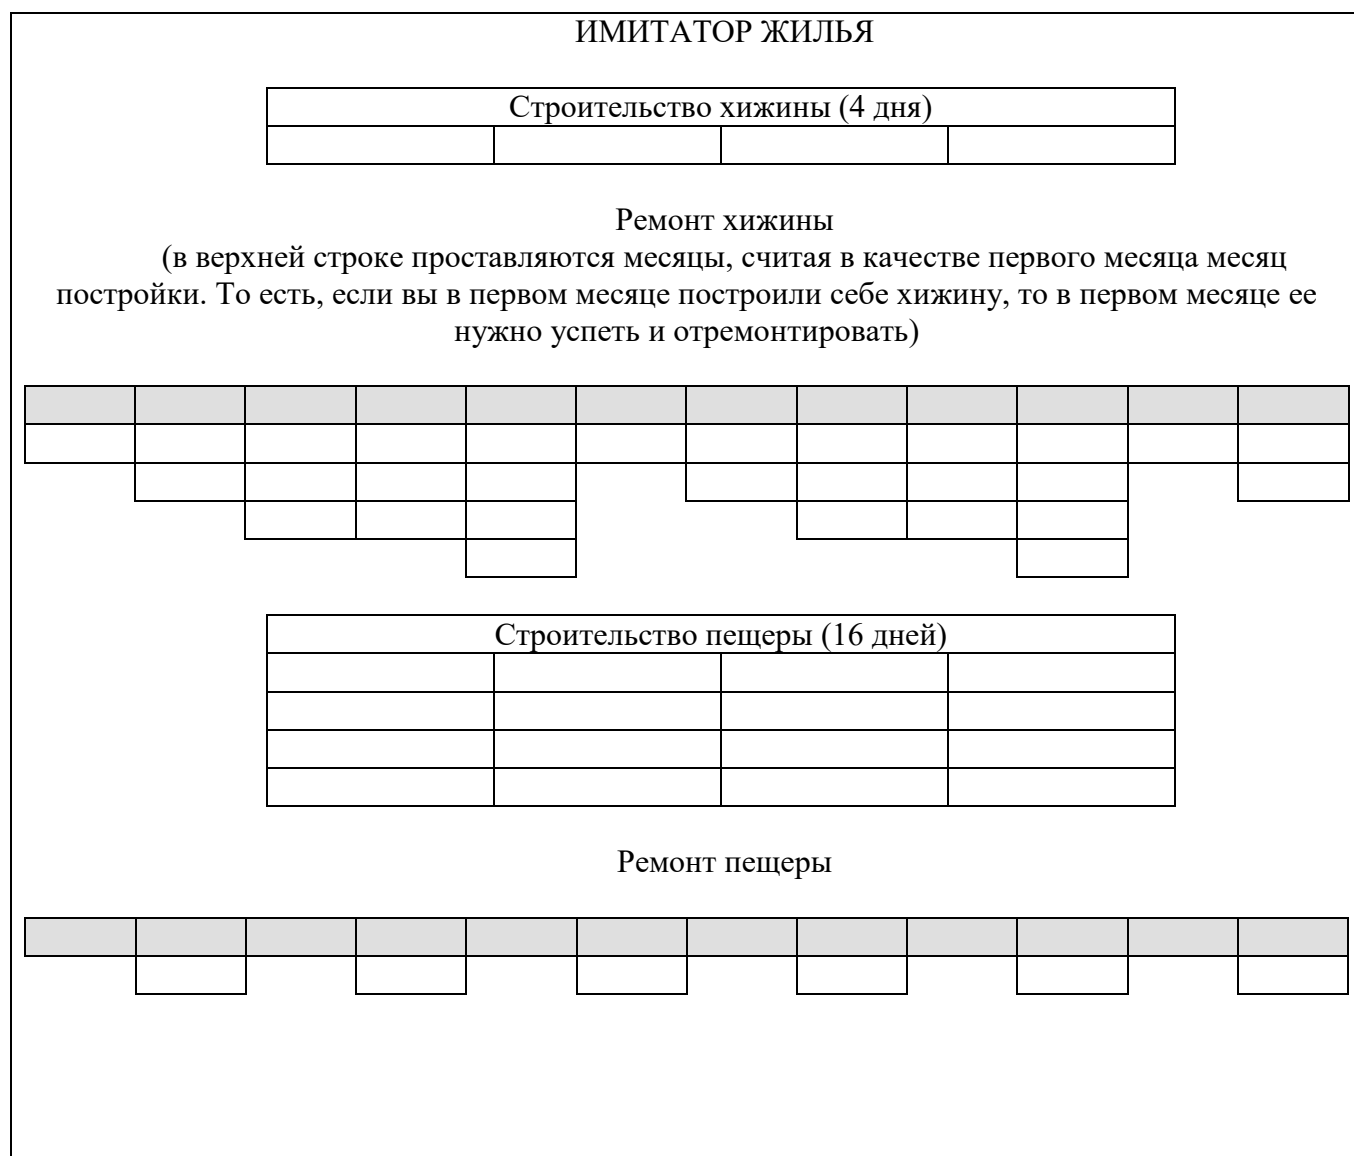 ИМИТАТОР ЖИЛЬЯ
Строительство хижины (4 дня)
Ремонт хижины
(в верхней строке проставляются месяцы, считая в качестве первого месяца месяц
постройки. То есть, если вы в первом месяце построили себе хижину, то в первом месяце ее
нужно успеть и отремонтировать)
Строительство пещеры (16 дней)
Ремонт пещеры